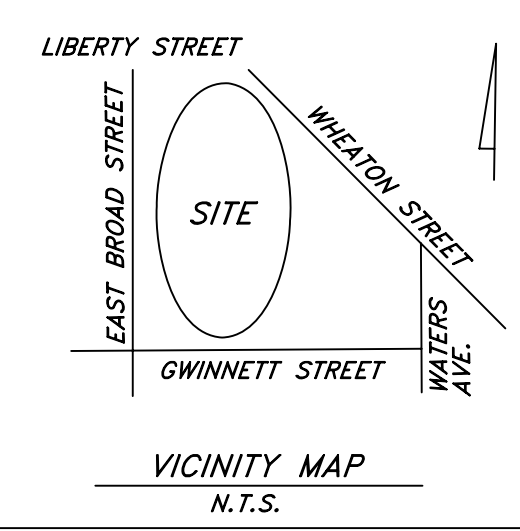 LIBERTY STREET
EAST BROAD STREET
WHEATON STREET
SITE
GWINNETT STREET
WATERS
AVE.
VICINITY MAP
N.T.S.